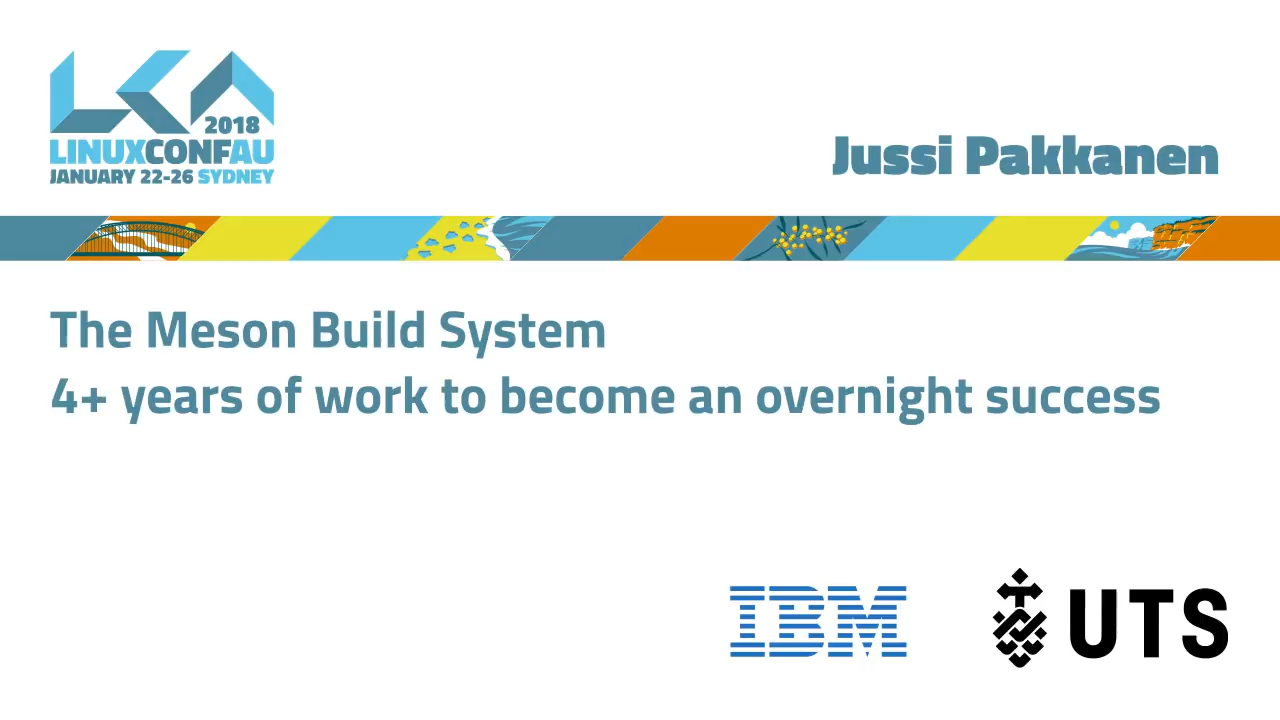 LCA
2018
LINUXCONFAU
JANUARY 22-26 SYDNEY
Jussi Pakkanen
The Meson Build System
4+ years of work to become an overnight success
IBM
UTS